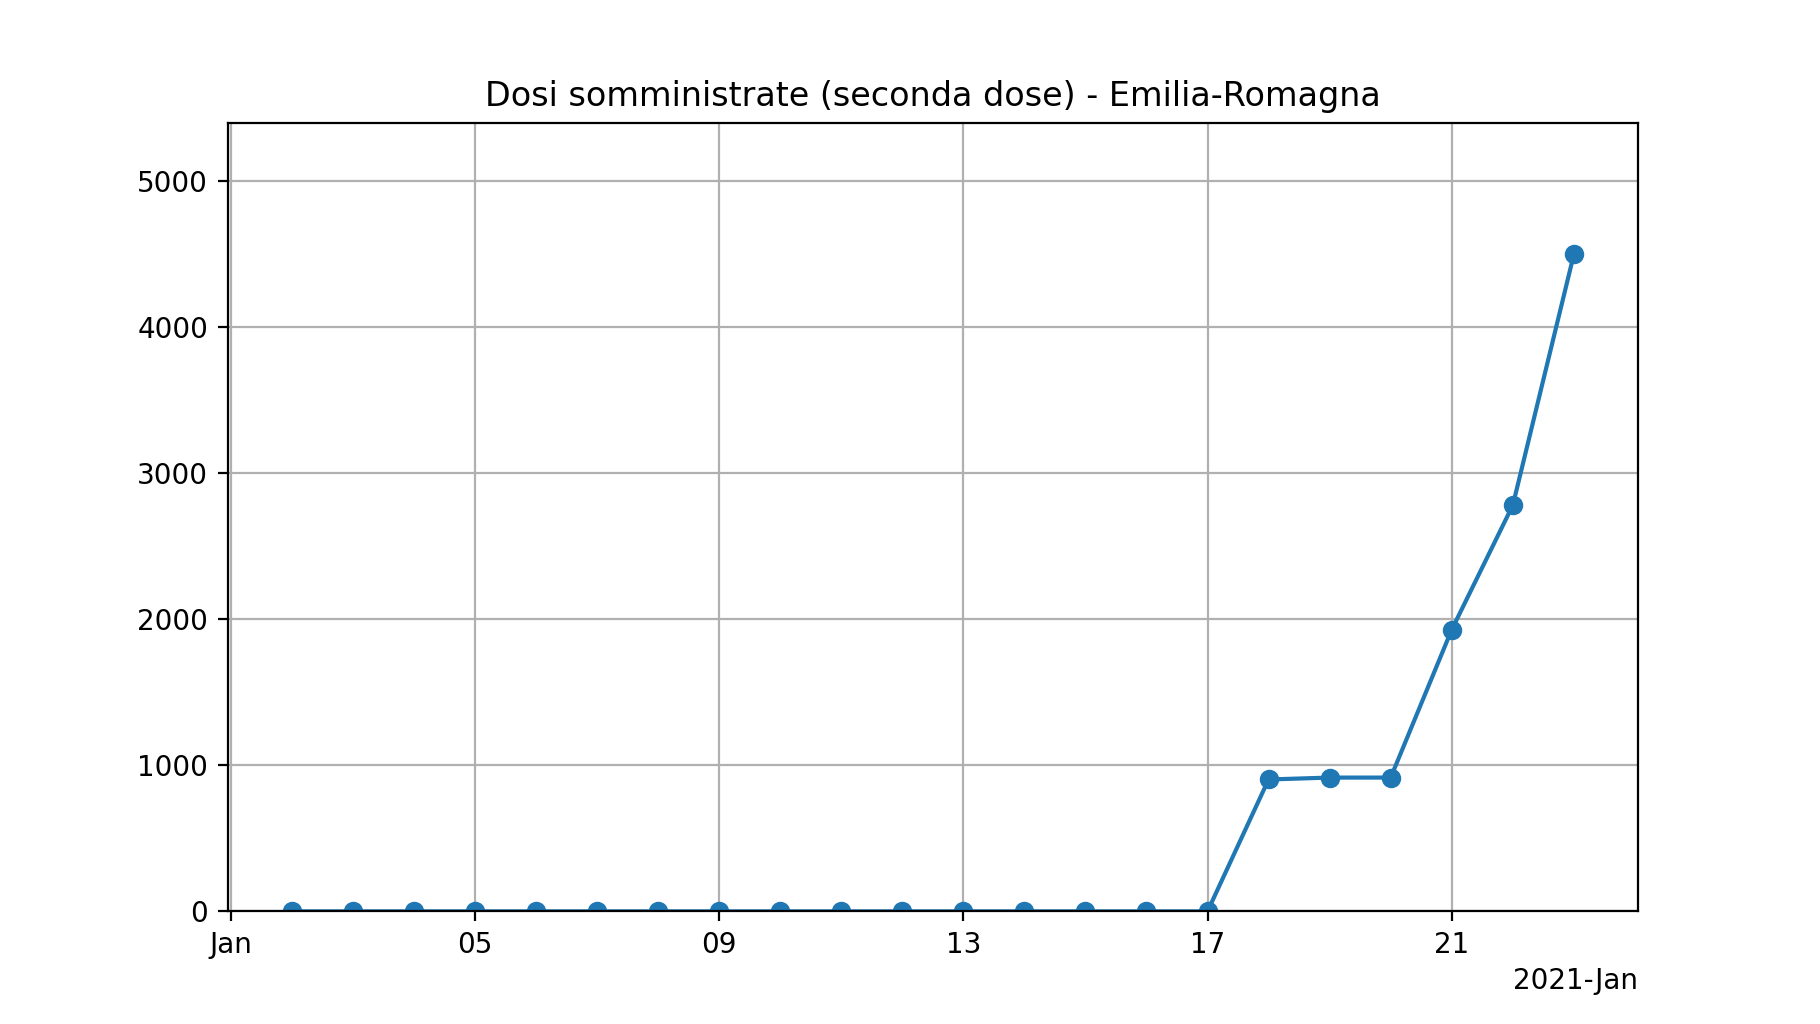 Dosi somministrate (seconda dose) - Emilia-Romagna
5000
4000
3000
2000
1000
0
Jan 05 09 13 17 21
2021-Jan